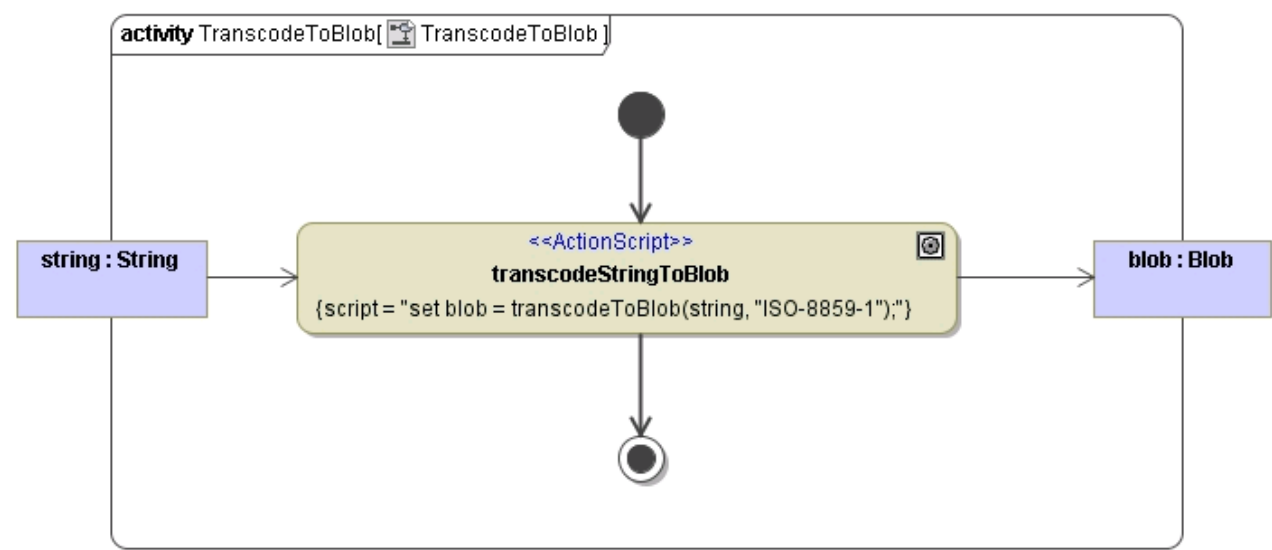 activity TranscodeToBlob[ TranscodeToBlob ]
<<ActionScript>>
string : String
transcodeStringToBlob
blob : Blob
{script = "set blob = transcodeToBlob(string, "ISO-8859-1");"}